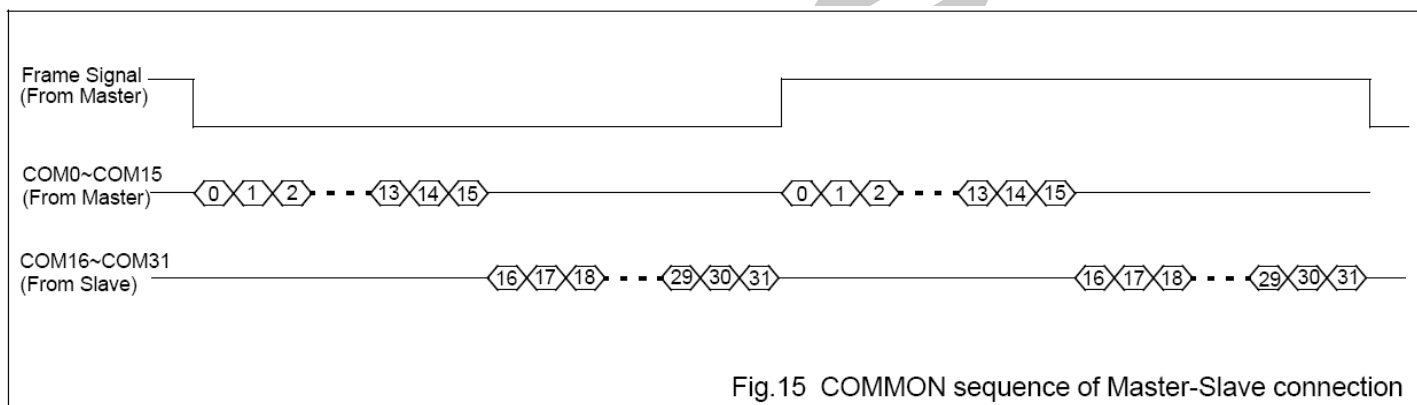 Frame Signal
(From Master)
COM0~COM15
(From Master)
0 1 2 13 14 15 0 1 2 13 14 15
COM16~COM31
(From Slave)
16 17 18 29 30 31 16 17 18 29 30 31
Fig.15 COMMON sequence of Master-Slave connection